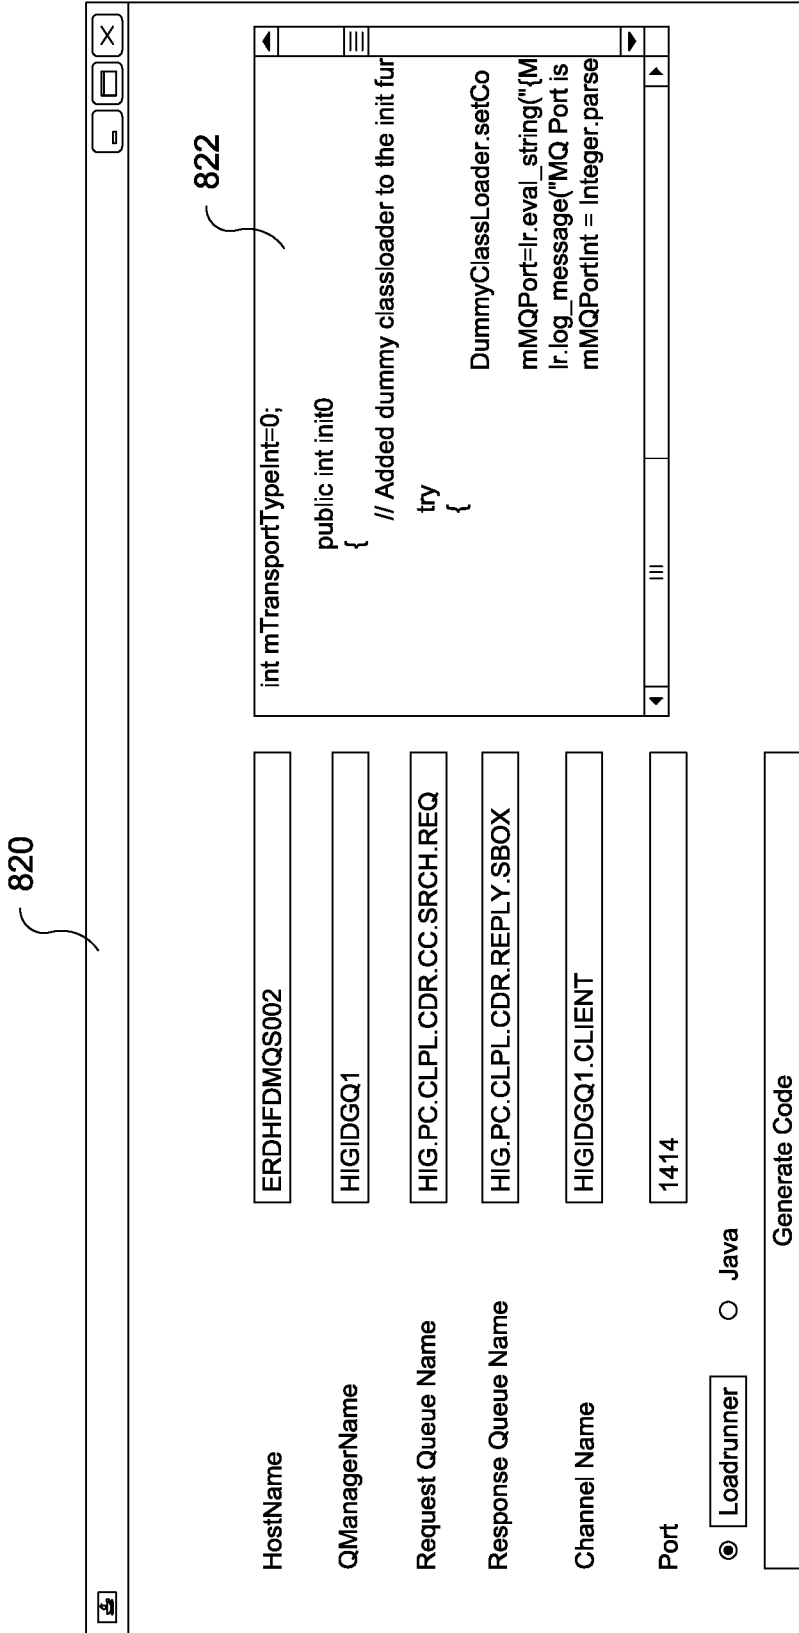 820
HostName
ERDHFDMQS002
QManagerName
HIGIDGQ1
Request Queue Name
HIG.PC.CLPL.CDR.CC.SRCH.REQ
Response Queue Name
HIG.PC.CLPL.CDR.REPLY.SBOX
Channel Name
HIGIDGQ1.CLIENT
Port
1414
Loadrunner
Java
Generate Code
822
int mTransportTypeInt=0;
public int init0
{
// Added dummy classloader to the init fur
try
{
DummyClassLoader.setCo
mMQPort=lr.eval_string("{M
lr.log_message("MQ Port is
mMQPortInt = Integer.parse